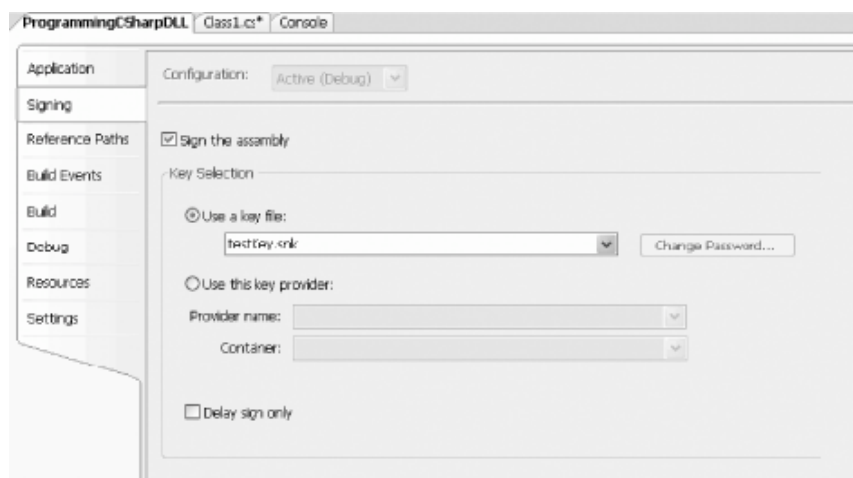 ProgrammingCSharpDLL Class1.cs* Console
Application
Configuration: Active (Debug)
Signing
Reference Paths
Sign the assembly
Build Events
Key Selection
Build
Use a key file:
Debug
testKey.snk Change Password...
Resources
Use this key provider:
Settings
Provider name:
Container:
Delay sign only